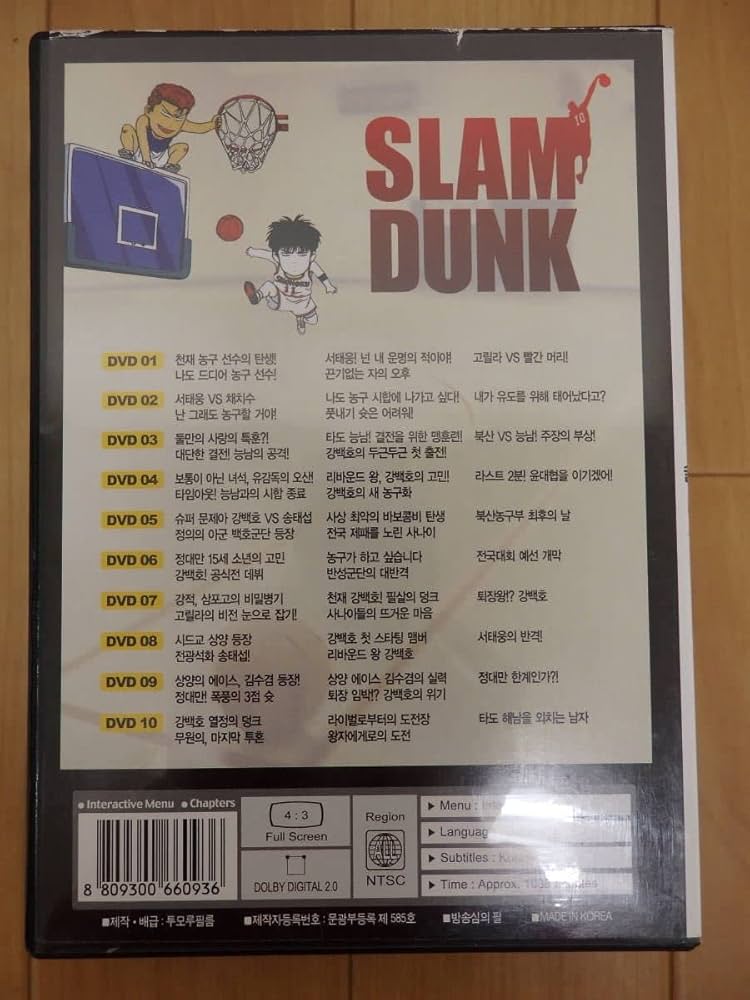 SLAM
DUNK
10
11
DVD 01 천재 농구 선수의 탄생! 서태웅! 넌 내 운명의 적이야! 고릴라 VS 빨간 머리!
나도 드디어 농구 선수! 끈기없는 자의 오후
DVD 02 서태웅 VS 채치수 나도 농구 시합에 나가고 싶다! 내가 유도를 위해 태어났다고?
난 그래도 농구할 거야! 풋내기 슛은 어려워!
DVD 03 둘만의 사랑의 특훈?! 타도 능남! 결전을 위한 맹훈련! 북산 VS 능남! 주장의 부상!
대단한 결전! 능남의 공격! 강백호의 두근두근 첫 출전!
DVD 04 보통이 아닌 녀석, 유감독의 오산! 리바운드 왕, 강백호의 고민! 라스트 2분! 윤대협을 이기겠어!
타임아웃! 능남과의 시합 종료 강백호의 새 농구화
DVD 05 슈퍼 문제아 강백호 VS 송태섭 사상 최악의 바보콤비 탄생 북산농구부 최후의 날
정의의 아군 백호군단 등장 전국 제패를 노린 사나이
DVD 06 정대만 15세 소년의 고민 농구가 하고 싶습니다 전국대회 예선 개막
강백호! 공식전 데뷔 반성군단의 대반격
DVD 07 강적, 삼포고의 비밀병기 천재 강백호! 필살의 덩크 퇴장왕!? 강백호
고릴라의 비전 눈으로 잡기! 사나이들의 뜨거운 마음
DVD 08 시드교 상양 등장 강백호 첫 스타팅 맴버 서태웅의 반격!
전광석화 송태섭! 리바운드 왕 강백호
DVD 09 상양의 에이스, 김수겸 등장! 상양 에이스 김수겸의 실력 정대만 한계인가?!
정대만! 폭풍의 3점 슛 퇴장 임박!? 강백호의 위기
DVD 10 강백호 열정의 덩크 라이벌로부터의 도전장 타도 해남을 외치는 남자
무원의, 마지막 투혼 왕자에게로의 도전
● Interactive Menu ● Chapters
4 : 3
Full Screen
DOLBY DIGITAL 2.0
Region
ALL
NTSC
▶ Menu :
▶ Languag
▶ Subtitles :
▶ Time : Approx.
8 809300 660936
■제작 • 배급 : 투모루필름 ■제작자등록번호 : 문광부등록 제 585호 ■방송심의 필 ■MADE IN KOREA